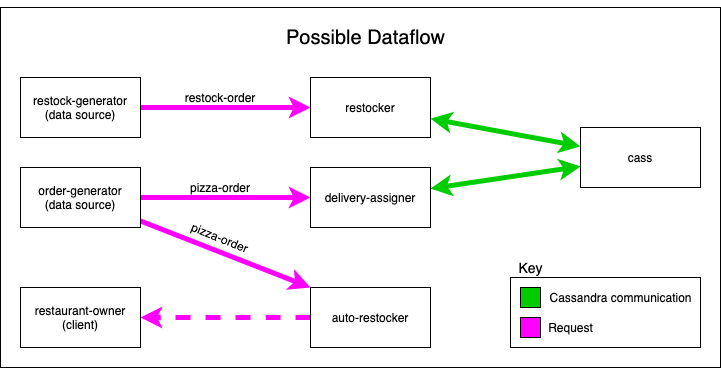 Possible Dataflow
restock-generator
(data source)
restock-order
restocker
cass
order-generator
(data source)
pizza-order
delivery-assigner
pizza-order
restaurant-owner
(client)
auto-restocker
Key
Cassandra communication
Request